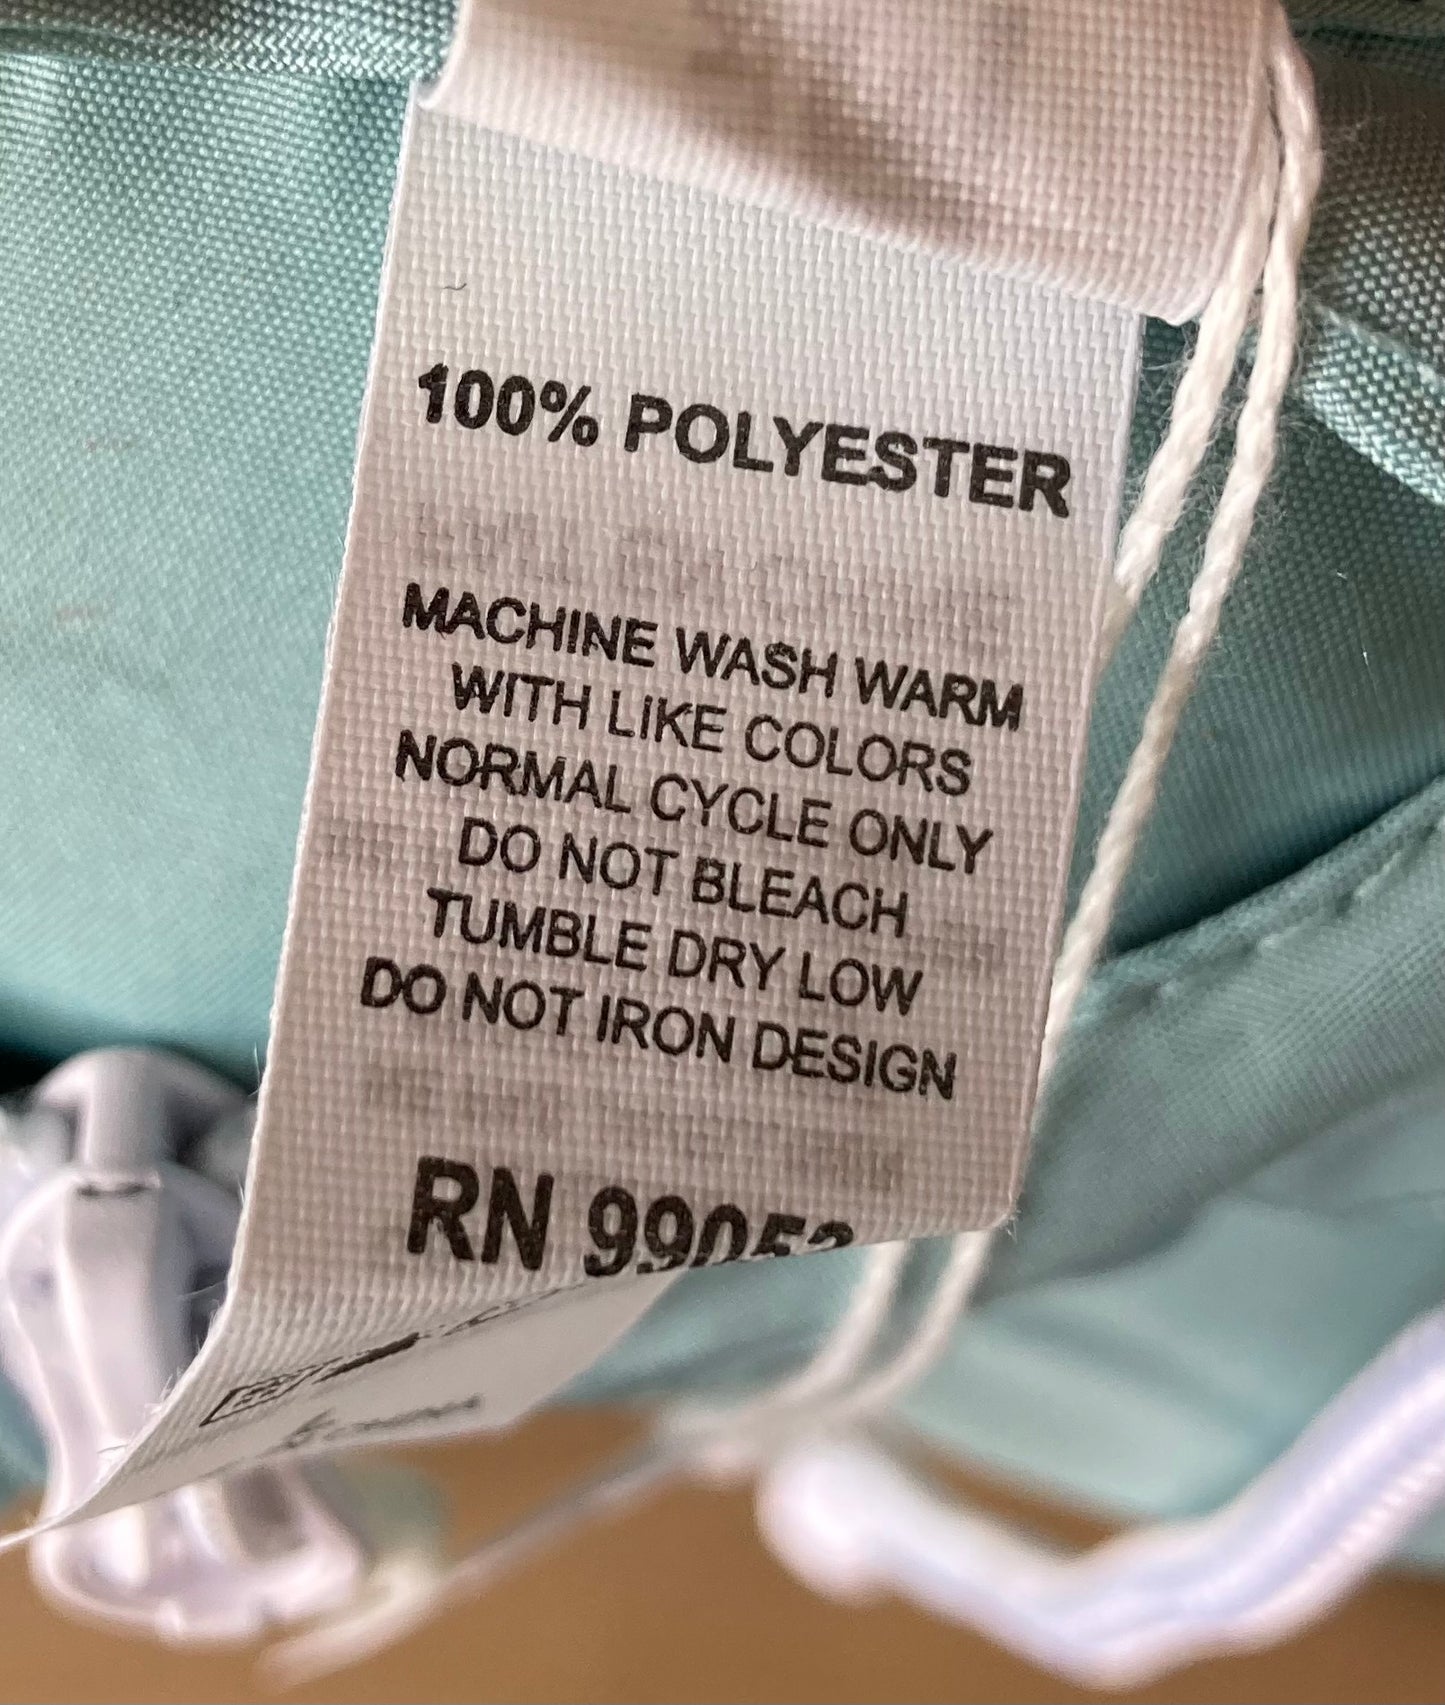 100% POLYESTER
MACHINE WASH WARM
WITH LIKE COLORS
NORMAL CYCLE ONLY
DO NOT BLEACH
TUMBLE DRY LOW
DO NOT IRON DESIGN
RN